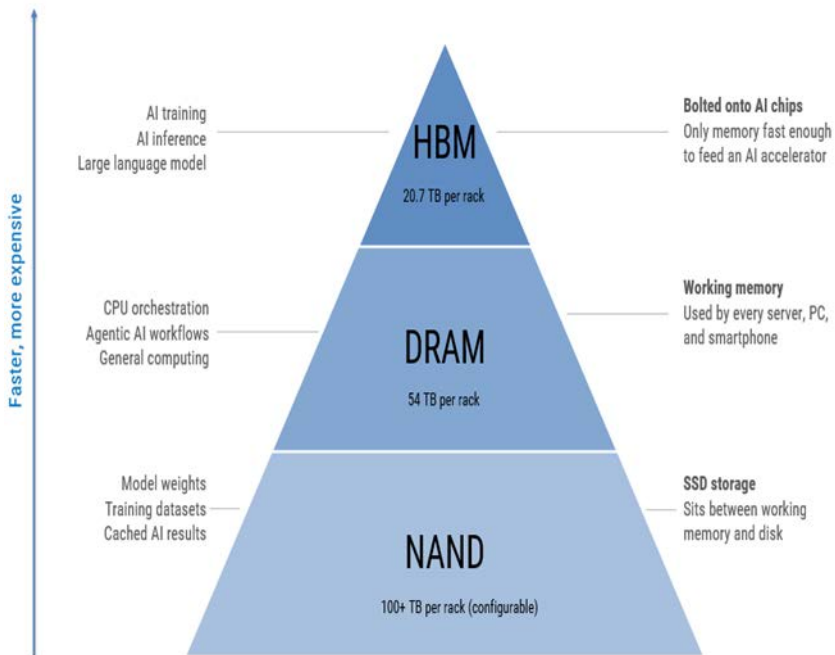 Faster, more expensive
AI training
AI inference
Large language model
HBM
20.7 TB per rack
Bolted onto AI chips
Only memory fast enough
to feed an AI accelerator
CPU orchestration
Agentic AI workflows
General computing
DRAM
54 TB per rack
Working memory
Used by every server, PC,
and smartphone
Model weights
Training datasets
Cached AI results
NAND
100+ TB per rack (configurable)
SSD storage
Sits between working
memory and disk